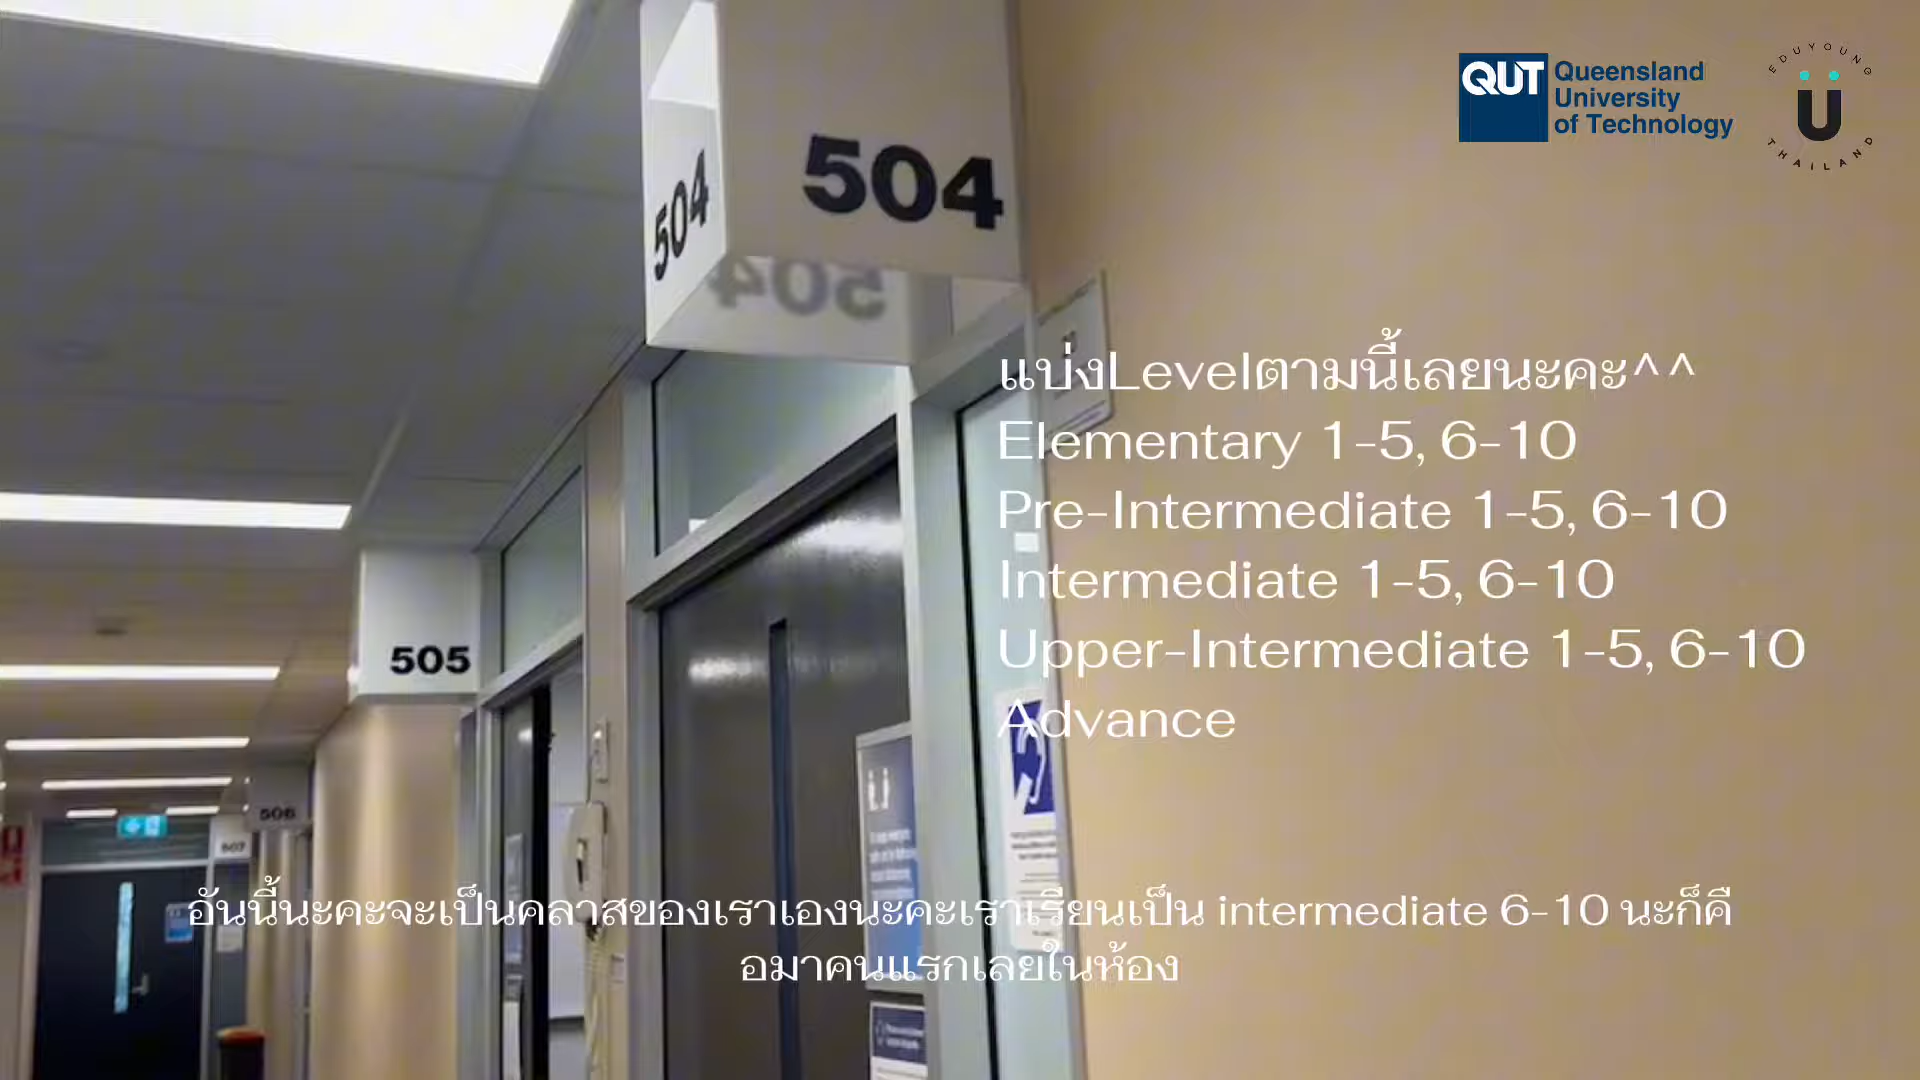 QUT
Queensland
University
of Technology
EDUYOUNG
U
THAILAND
504
504
แบ่งLevelตามนี้เลยนะคะ^^
Elementary 1-5, 6-10
Pre-Intermediate 1-5, 6-10
Intermediate 1-5, 6-10
Upper-Intermediate 1-5, 6-10
Advance
505
506
507
อันนี้นะคะจะเป็นคลาสของเราเองนะคะเราเรียนเป็น intermediate 6-10 นะก็คื
อมาคนแรกเลยในห้อง